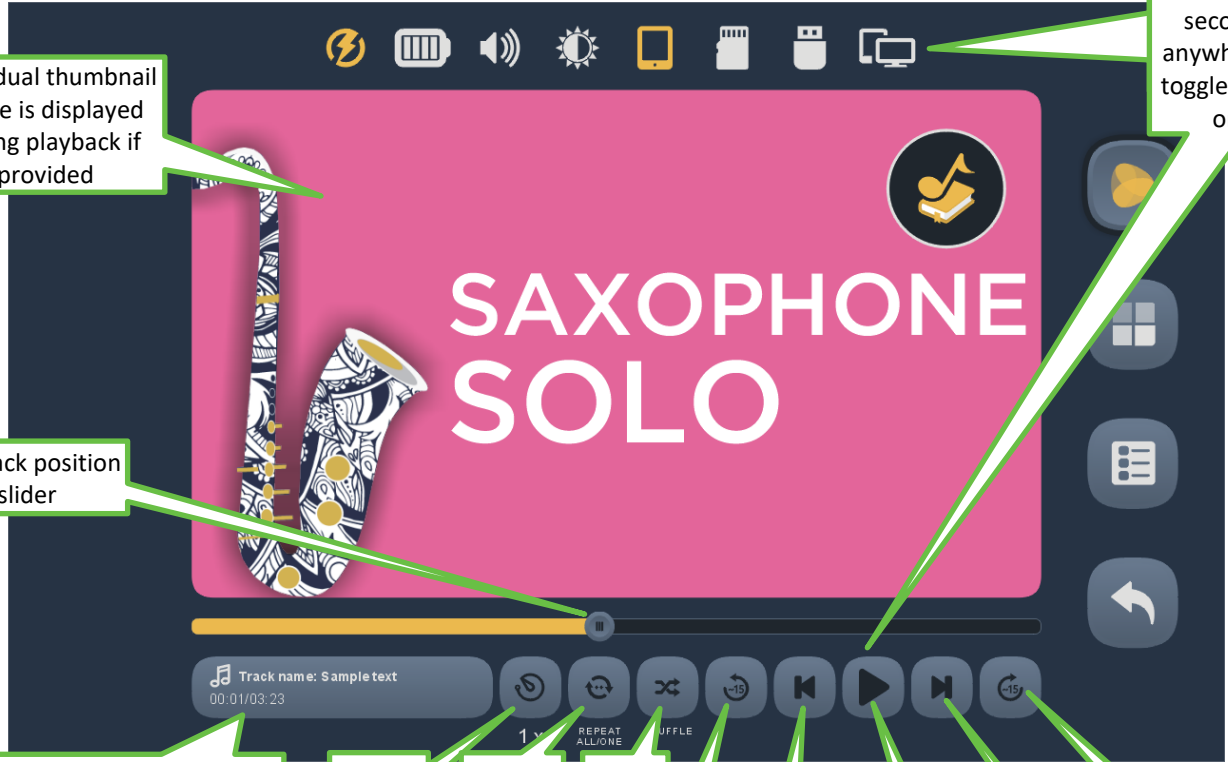 seco
anywh
toggle
o
dual thumbnail
e is displayed
ng playback if
provided
SAXOPHONE
SOLO
ack position
slider
Track name: Sample text
00:01/03:23
-15
-15
1 x
REPEAT
ALL/ONE
UFFLE